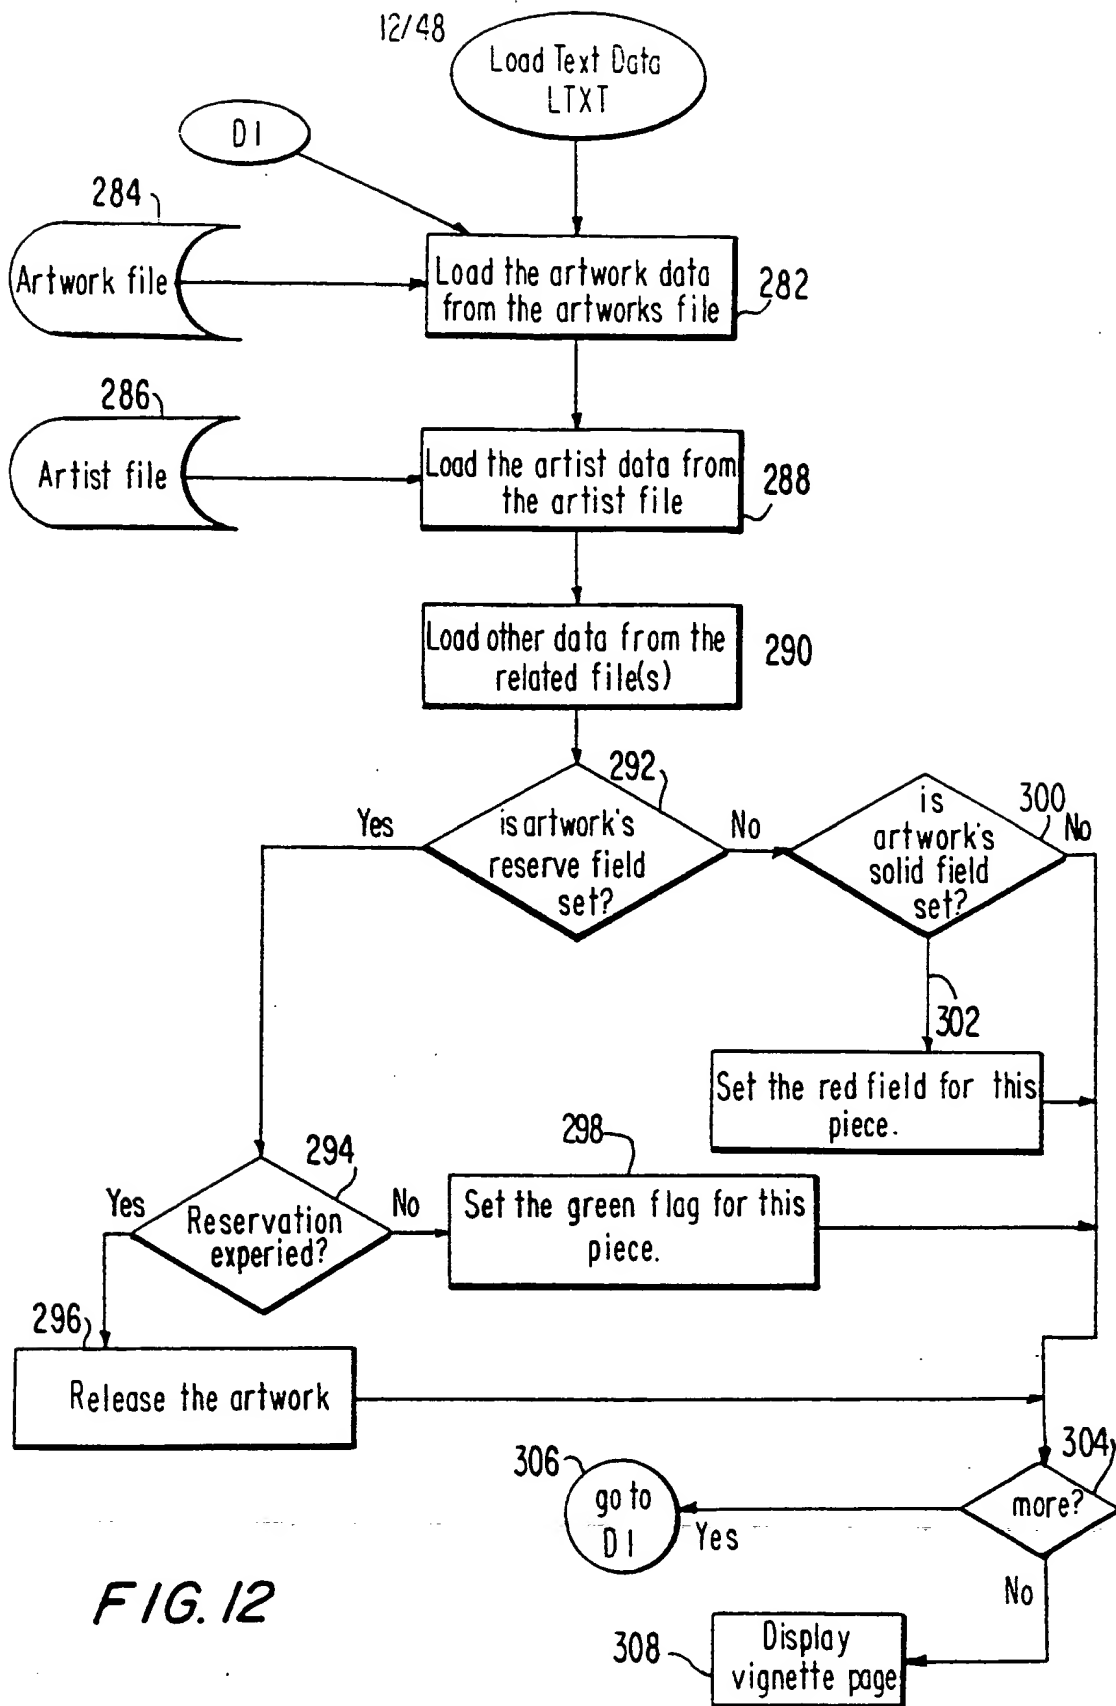 12/48
Load Text Data
LTXT
D1
284
Artwork file
Load the artwork data
from the artworks file
282
286
Artist file
Load the artist data from
the artist file
288
Load other data from the
related file(s)
290
292
Yes
is artwork's
reserve field
set?
No
300
is
artwork's
solid field
set?
No
302
Set the red field for this
piece.
294
Yes
Reservation
experied?
No
298
Set the green flag for this
piece.
296
Release the artwork
304
more?
306
go to
D1
Yes
No
308
Display
vignette page
FIG. 12